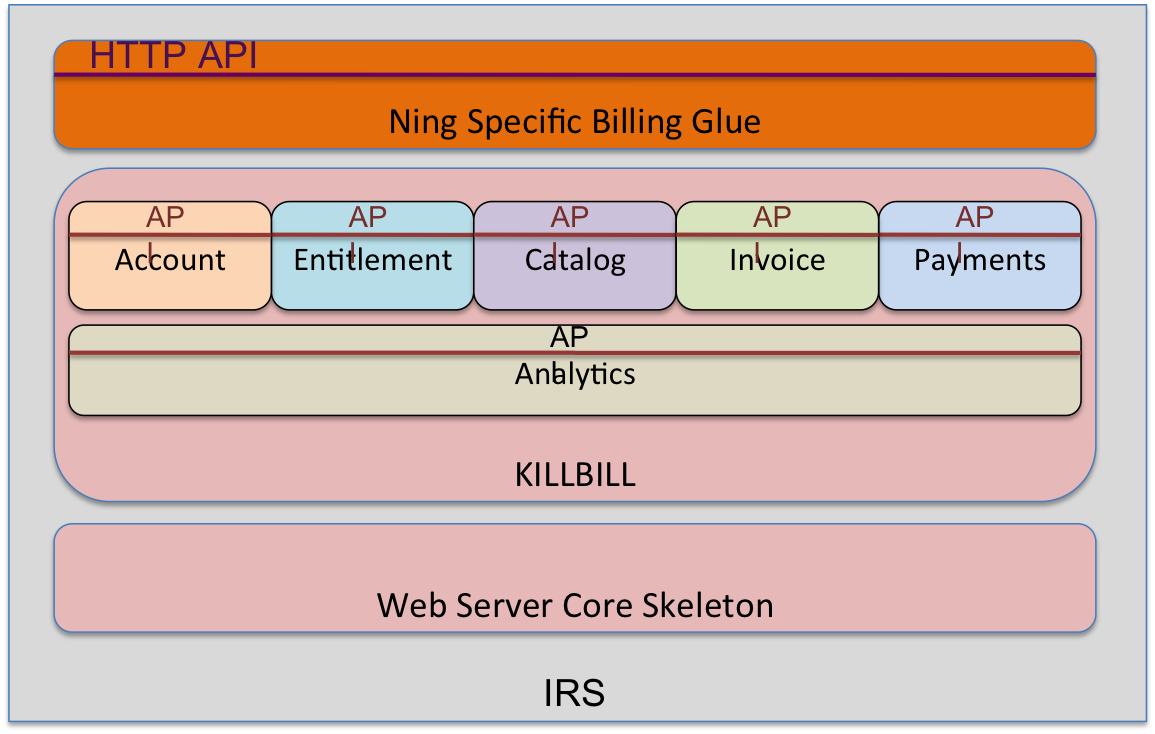 HTTP API
Ning Specific Billing Glue
AP AP AP AP AP
I I I I I
Account Entitlement Catalog Invoice Payments
AP
I
Analytics
KILLBILL
Web Server Core Skeleton
IRS